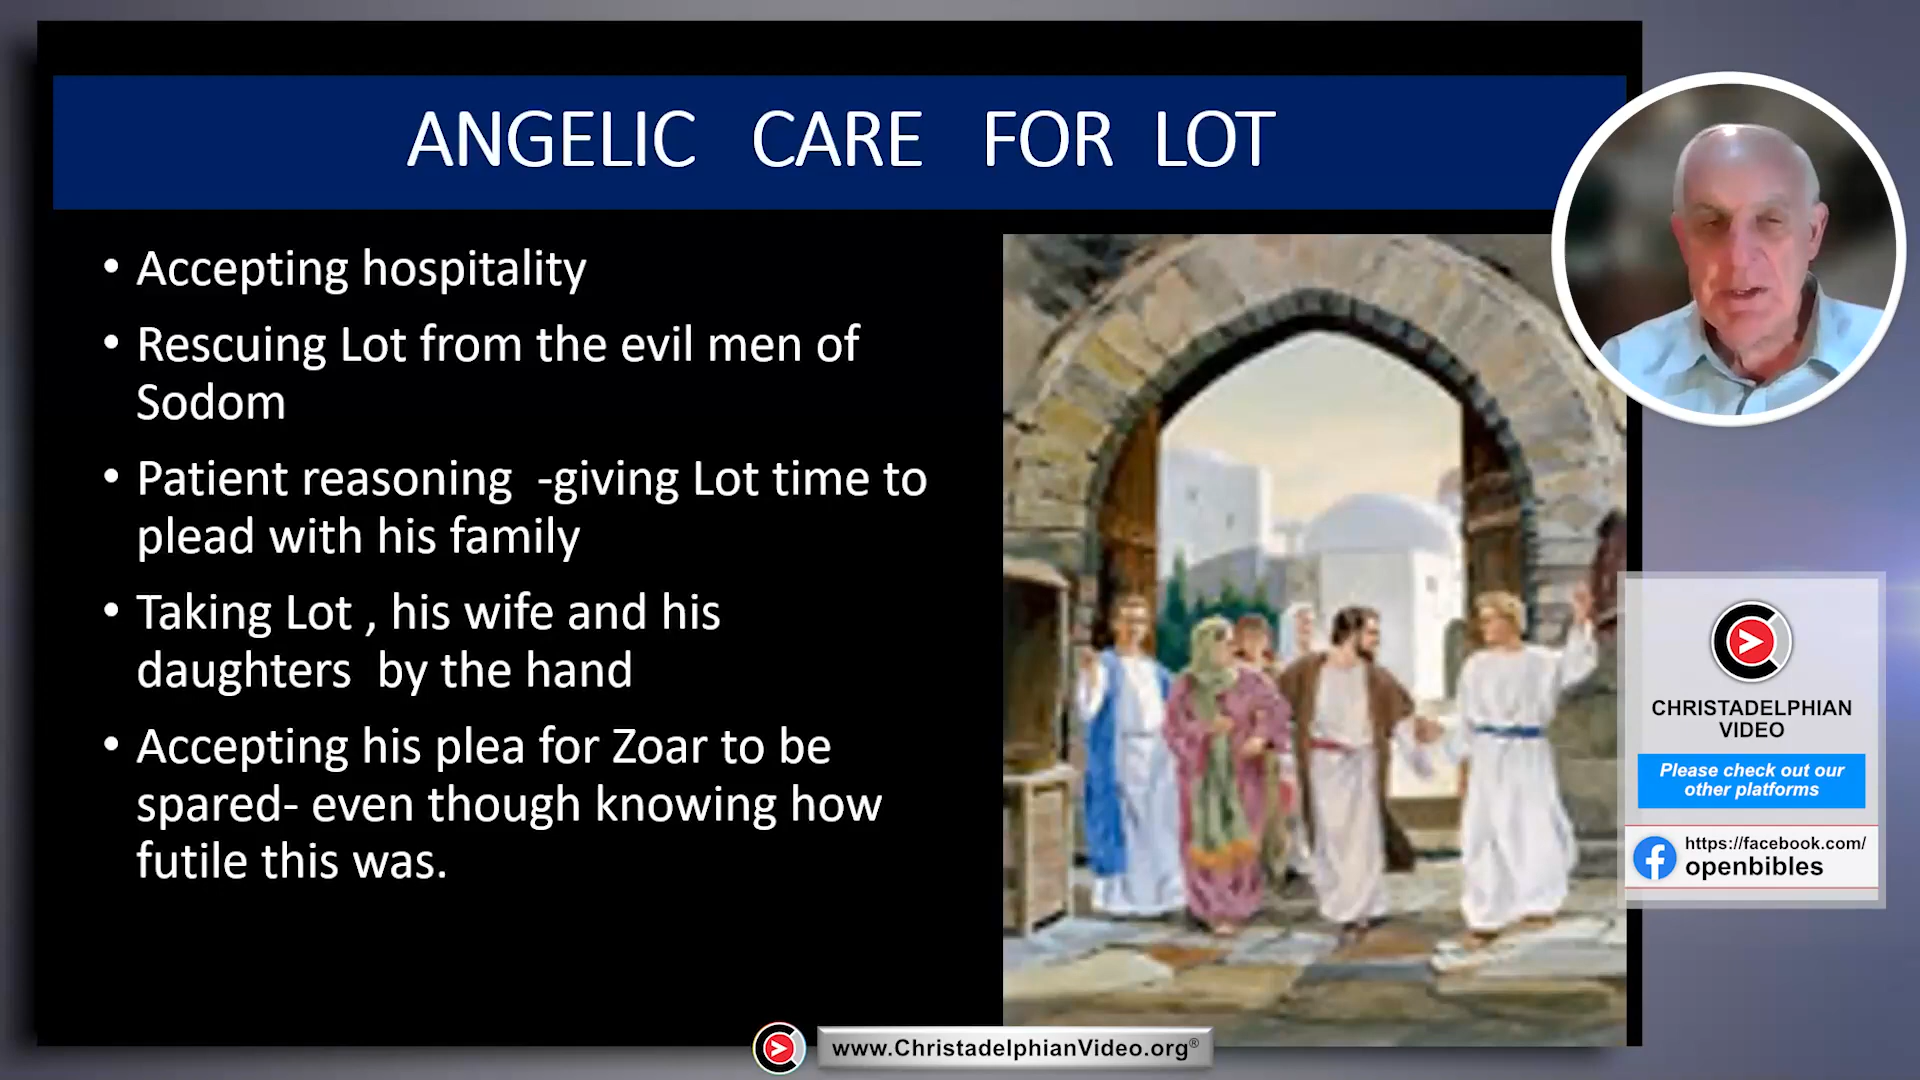 ANGELIC CARE FOR LOT
• Accepting hospitality
• Rescuing Lot from the evil men of
Sodom
• Patient reasoning -giving Lot time to
plead with his family
• Taking Lot , his wife and his
daughters by the hand
• Accepting his plea for Zoar to be
spared- even though knowing how
futile this was.
CHRISTADELPHIAN
VIDEO
Please check out our
other platforms
https://facebook.com/
openbibles
www.ChristadelphianVideo.org®